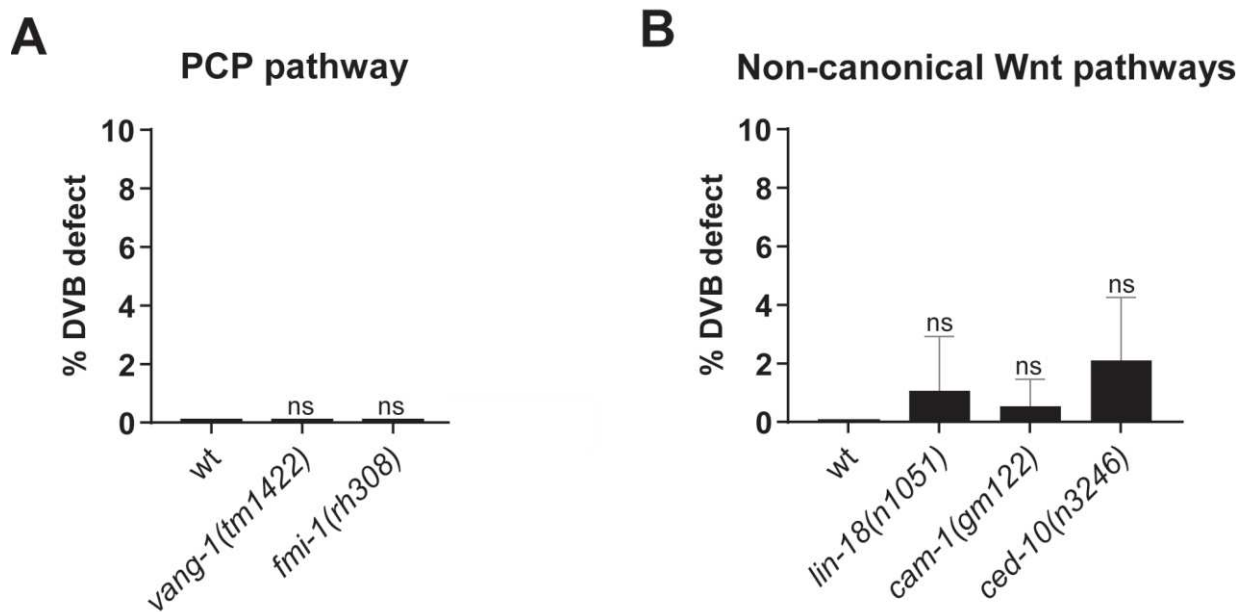 A
PCP pathway
% DVB defect
10
8
6
4
2
0
ns
ns
wt
vang-1(tm1422)
fmi-1(rh308)
B
Non-canonical Wnt pathways
% DVB defect
10
8
6
4
2
0
ns
ns
ns
wt
lin-18(n1051)
cam-1(gm122)
ced-10(n3246)